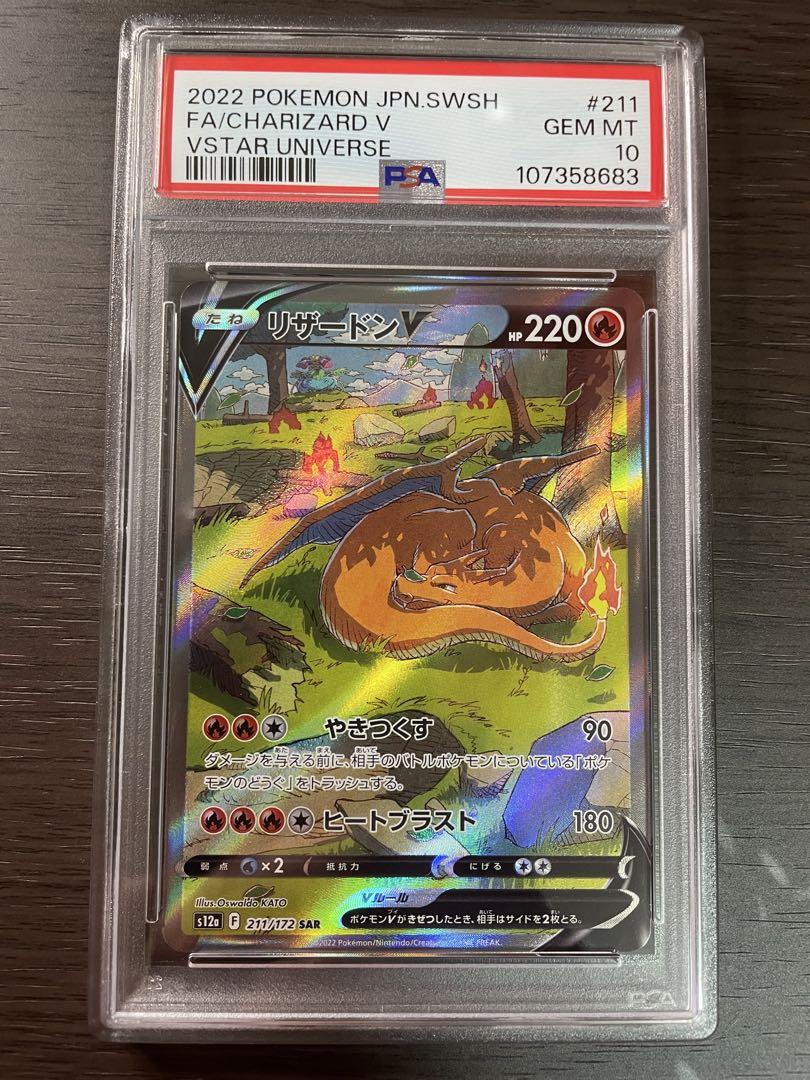 2022 POKEMON JPN.SWSH #211
FA/CHARIZARD V GEM MT
VSTAR UNIVERSE 10
PSA 107358683
たね リザードンV HP220
やきつくす 90
ダメージを与える前に、相手のバトルポケモンについている「ポケ
モンのどうぐ」をトラッシュする。
ヒートブラスト 180
弱点 ×2 抵抗力 にげる
Illus.Oswaldo KATO
Vルール
s12a F 211/172 SAR ポケモンVがきぜつしたとき、相手はサイドを2枚とる。
©2022 Pokémon/Nintendo/Creatures FREAK.
PSA